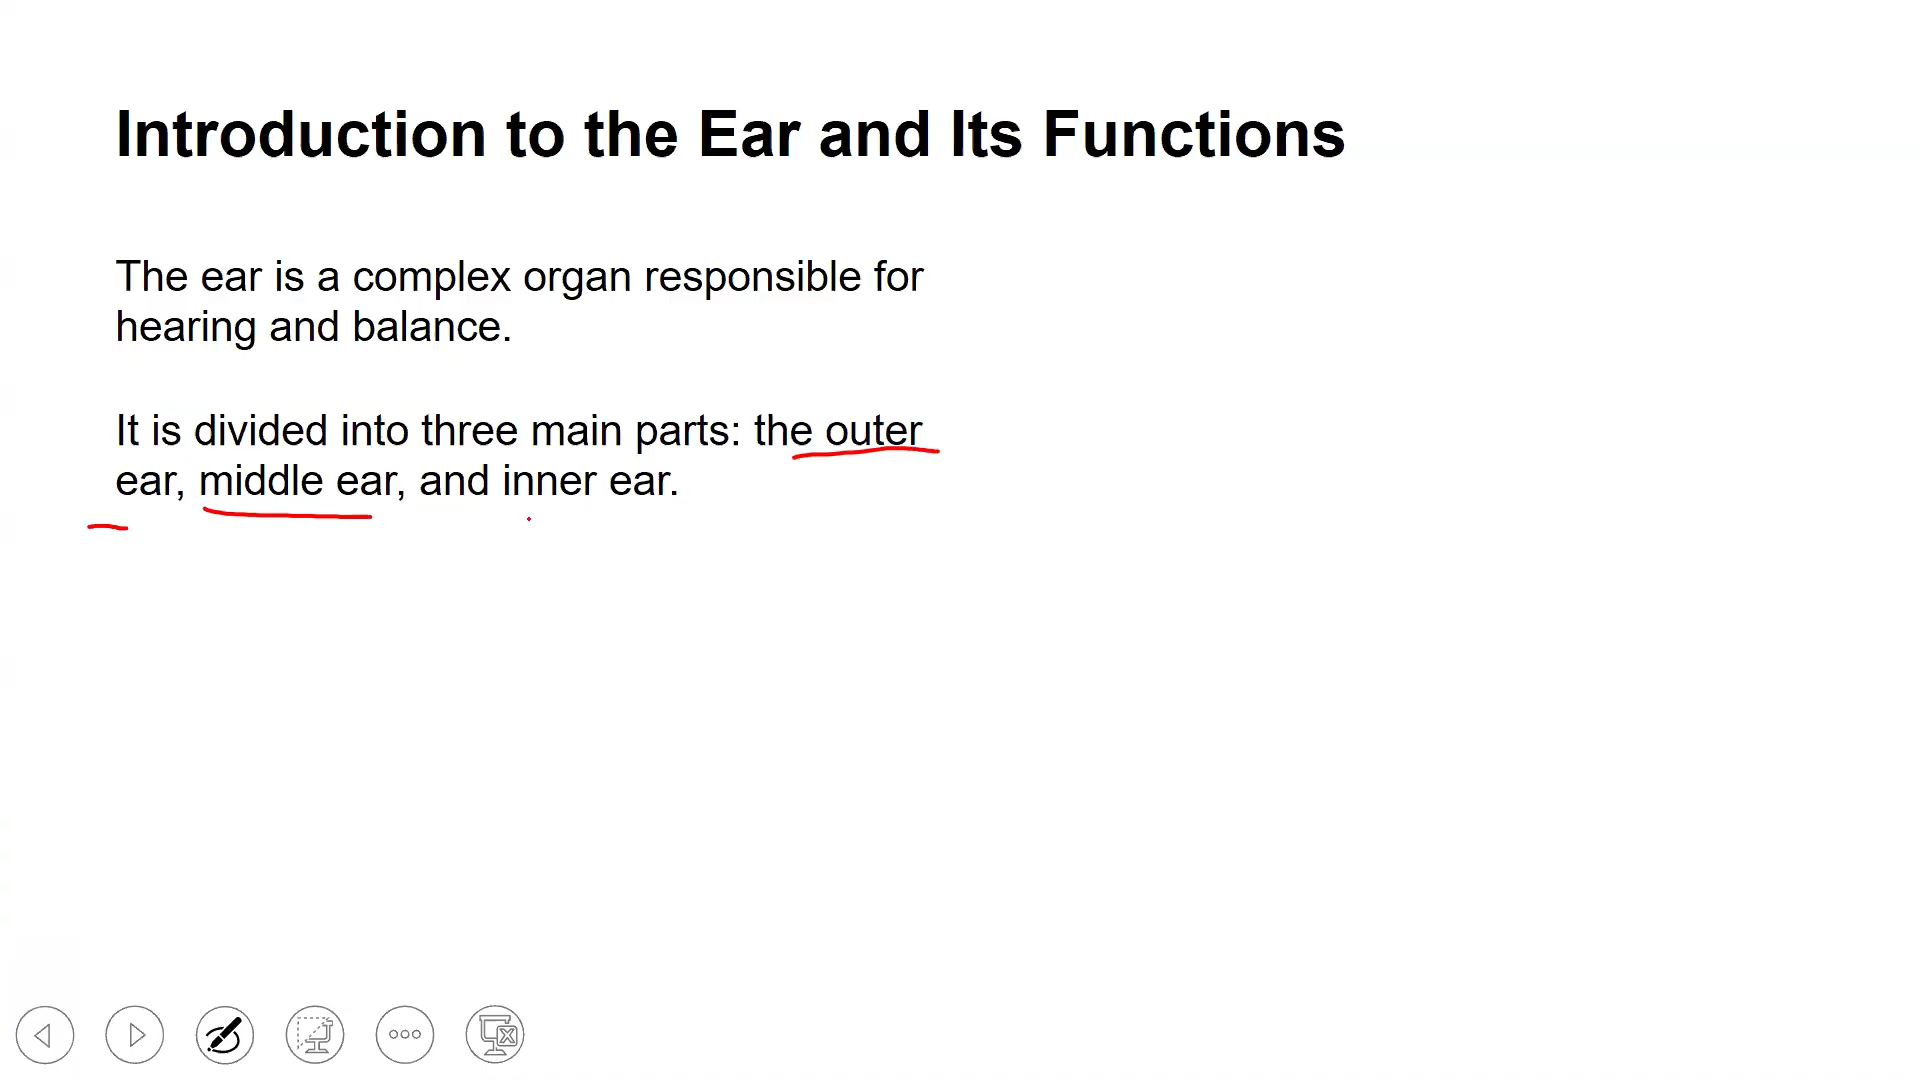 Introduction to the Ear and Its Functions
The ear is a complex organ responsible for
hearing and balance.
It is divided into three main parts: the outer
ear, middle ear, and inner ear.